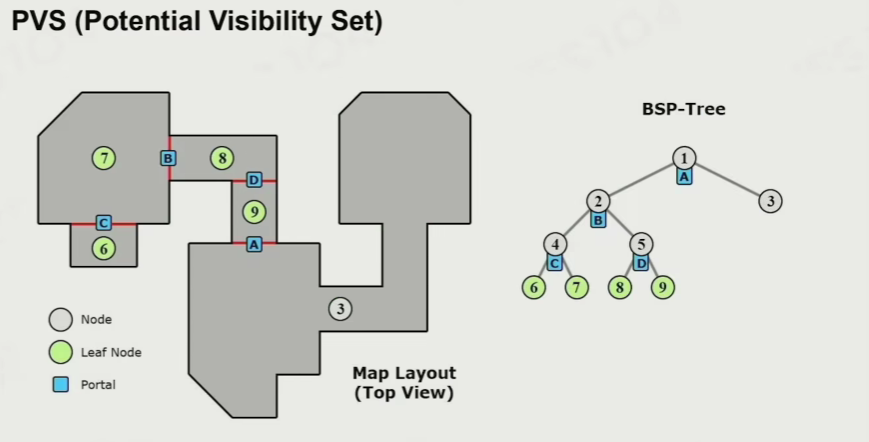 PVS (Potential Visibility Set)
BSP-Tree
1
A
2
B
3
4
C
5
D
6
7
8
9
7
B
8
D
9
C
6
A
3
Node
Leaf Node
Portal
Map Layout
(Top View)